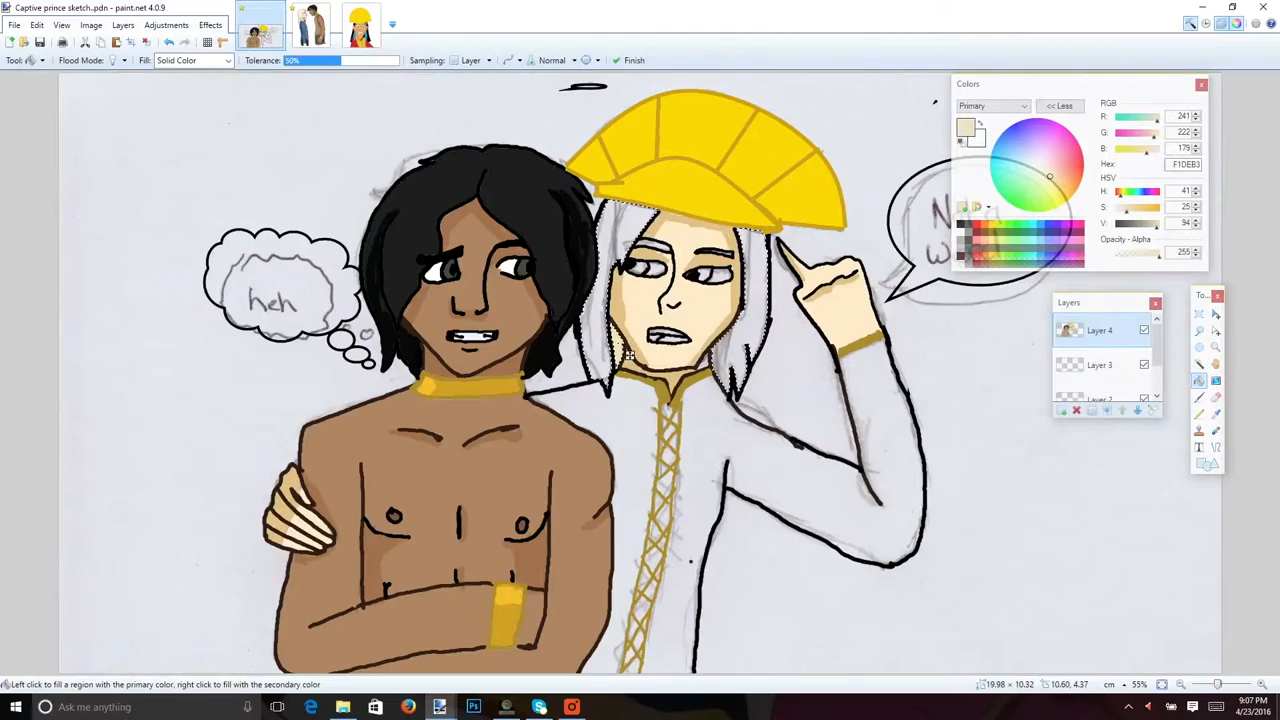 Captive prince sketch.pdn - paint.net 4.0.9
File Edit View Image Layers Adjustments Effects
Tool: Flood Mode: Fill: Solid Color Tolerance: 50% Sampling: Layer Normal Finish
Colors
Primary << Less RGB
R: 241
G: 222
B: 179
Hex: F1DEB3
HSV
H: 41
S: 25
V: 94
Opacity - Alpha
255
heh
Layers
Layer 4
Layer 3
Layer 2
To...
Left click to fill a region with the primary color, right click to fill with the secondary color
19.98 × 10.32 10.60, 4.37 cm 55%
Ask me anything
9:07 PM
4/23/2016